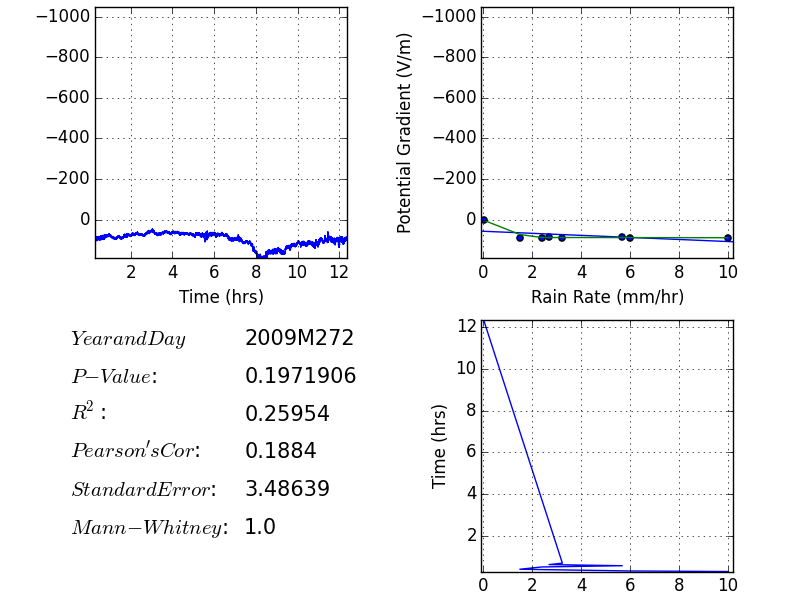 −1000
−800
−600
−400
−200
0
2 4 6 8 10 12
Time (hrs)
Potential Gradient (V/m)
−1000
−800
−600
−400
−200
0
0 2 4 6 8 10
Rain Rate (mm/hr)
YearandDay 2009M272
P−Value: 0.1971906
R²: 0.25954
Pearson'sCor: 0.1884
StandardError: 3.48639
Mann−Whitney: 1.0
Time (hrs)
12
10
8
6
4
2
0 2 4 6 8 10